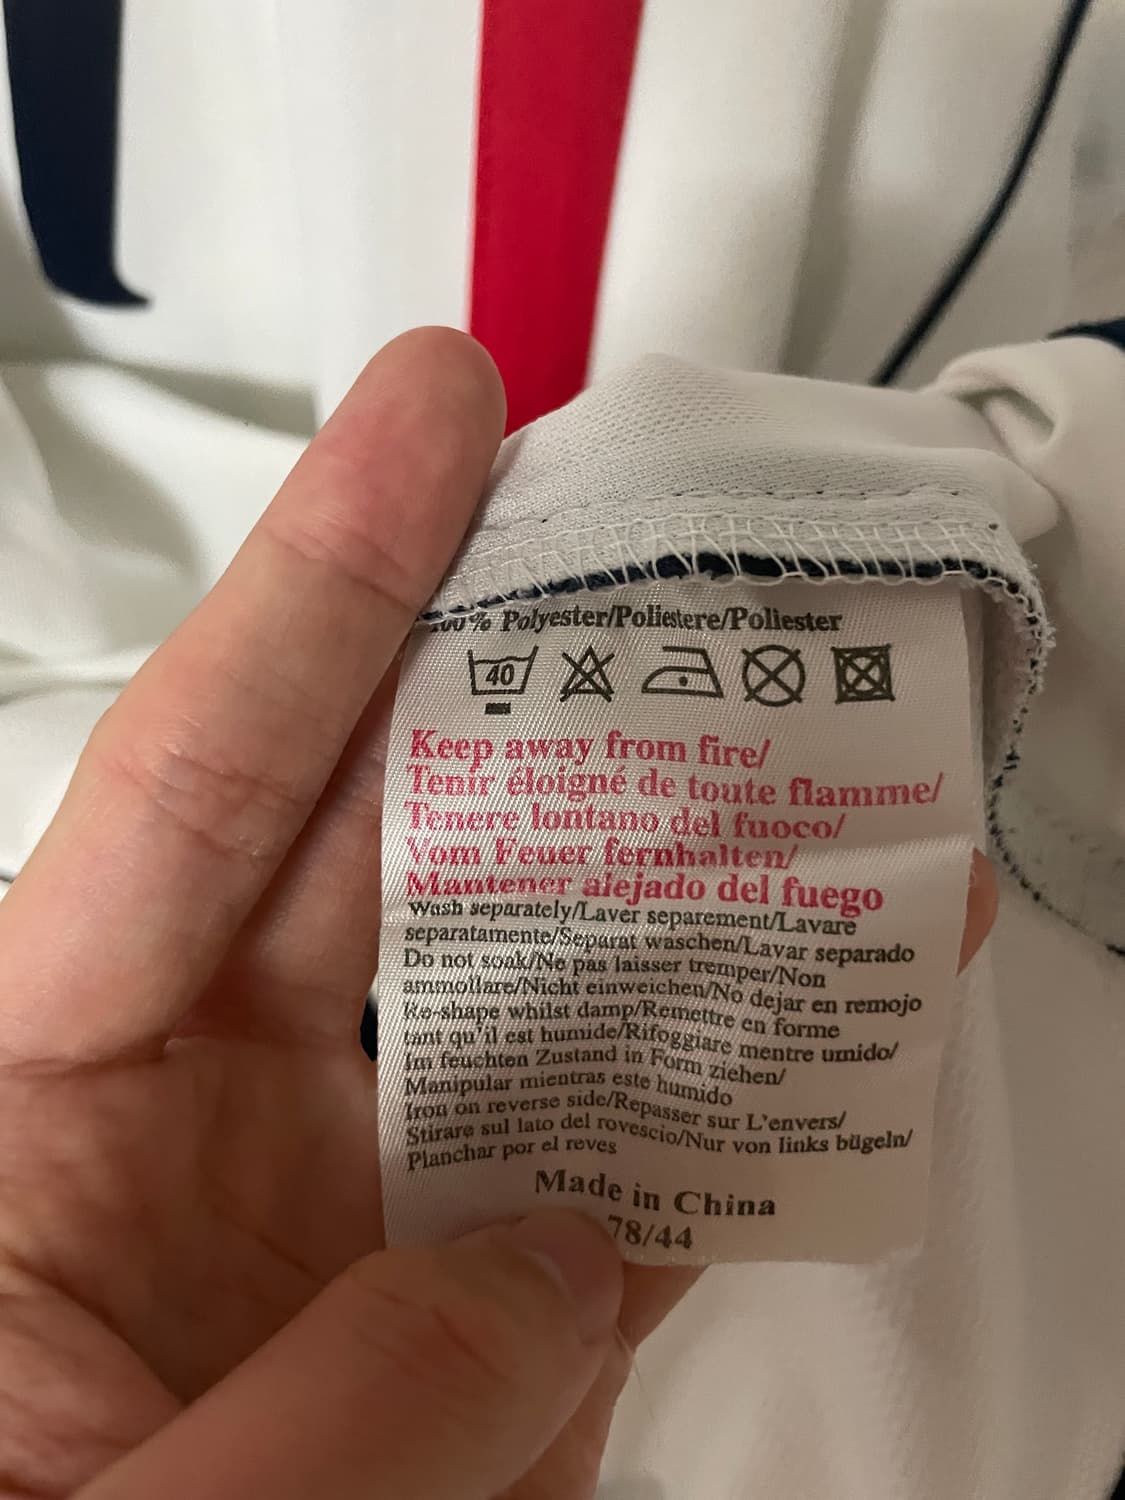 100% Polyester/Poliestere/Poliester
40
Keep away from fire/
Tenir éloigné de toute flamme/
Tenere lontano del fuoco/
Vom Feuer fernhalten/
Mantener alejado del fuego
Wash separately/Laver separement/Lavare
separatamente/Separat waschen/Lavar separado
Do not soak/Ne pas laisser tremper/Non
ammollare/Nicht einweichen/No dejar en remojo
Re-shape whilst damp/Remettre en forme
tant qu'il est humide/Rifoggiare mentre umido/
Im feuchten Zustand in Form ziehen/
Manipular mientras este humido
Iron on reverse side/Repasser sur L'envers/
Stirare sul lato del rovescio/Nur von links bügeln/
Planchar por el reves
Made in China
78/44